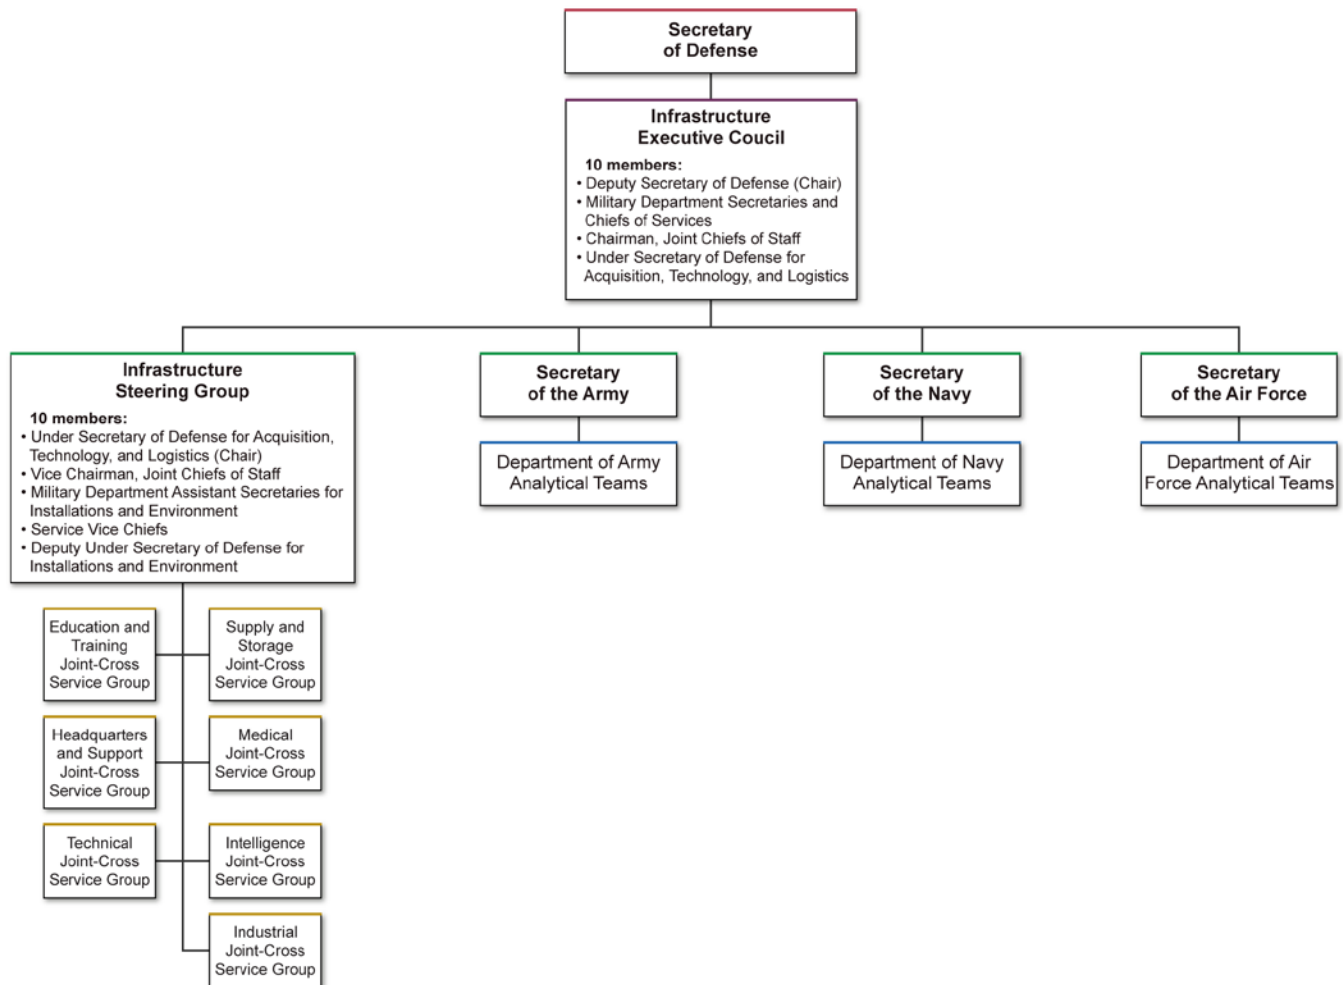 Secretary
of Defense
Infrastructure
Executive Coucil
10 members:
• Deputy Secretary of Defense (Chair)
• Military Department Secretaries and
Chiefs of Services
• Chairman, Joint Chiefs of Staff
• Under Secretary of Defense for
Acquisition, Technology, and Logistics
Infrastructure
Steering Group
10 members:
• Under Secretary of Defense for Acquisition,
Technology, and Logistics (Chair)
• Vice Chairman, Joint Chiefs of Staff
• Military Department Assistant Secretaries for
Installations and Environment
• Service Vice Chiefs
• Deputy Under Secretary of Defense for
Installations and Environment
Secretary
of the Army
Secretary
of the Navy
Secretary
of the Air Force
Department of Army
Analytical Teams
Department of Navy
Analytical Teams
Department of Air
Force Analytical Teams
Education and
Training
Joint-Cross
Service Group
Supply and
Storage
Joint-Cross
Service Group
Headquarters
and Support
Joint-Cross
Service Group
Medical
Joint-Cross
Service Group
Technical
Joint-Cross
Service Group
Intelligence
Joint-Cross
Service Group
Industrial
Joint-Cross
Service Group